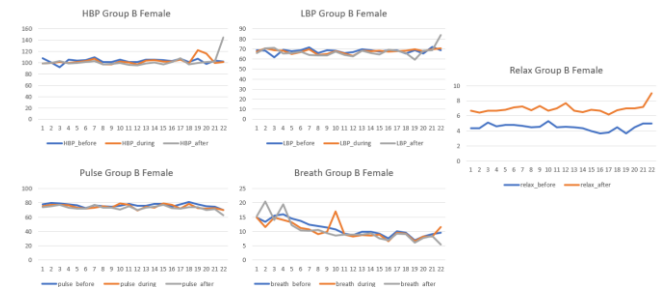 HBP Group B Female
160
140
120
100
80
60
40
20
0
1 2 3 4 5 6 7 8 9 10 11 12 13 14 15 16 17 18 19 20 21 22
HBP_before HBP_during HBP_after
LBP Group B Female
90
80
70
60
50
40
30
20
10
0
1 2 3 4 5 6 7 8 9 10 11 12 13 14 15 16 17 18 19 20 21 22
LBP_before LBP_during LBP_after
Relax Group B Female
10
8
6
4
2
0
1 2 3 4 5 6 7 8 9 10 11 12 13 14 15 16 17 18 19 20 21 22
relax_before relax_after
Pulse Group B Female
100
80
60
40
20
0
1 2 3 4 5 6 7 8 9 10 11 12 13 14 15 16 17 18 19 20 21 22
pulse_before pulse_during pulse_after
Breath Group B Female
25
20
15
10
5
0
1 2 3 4 5 6 7 8 9 10 11 12 13 14 15 16 17 18 19 20 21 22
breath_before breath_during breath_after